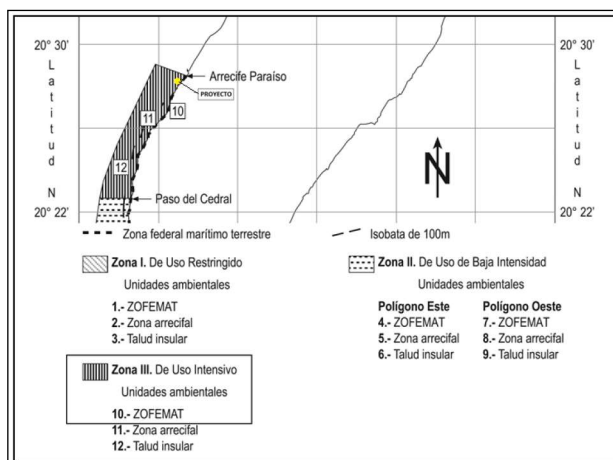 20° 30'
20° 30'
Latitud N
Latitud N
Arrecife Paraíso
PROYECTO
10
11
12
Paso del Cedral
N
20° 22'
20° 22'
Zona federal marítimo terrestre
Isobata de 100m
Zona I. De Uso Restringido
Unidades ambientales
1.- ZOFEMAT
2.- Zona arrecifal
3.- Talud insular
Zona II. De Uso de Baja Intensidad
Unidades ambientales
Polígono Este
4.- ZOFEMAT
5.- Zona arrecifal
6.- Talud insular
Polígono Oeste
7.- ZOFEMAT
8.- Zona arrecifal
9.- Talud insular
Zona III. De Uso Intensivo
Unidades ambientales
10.- ZOFEMAT
11.- Zona arrecifal
12.- Talud insular